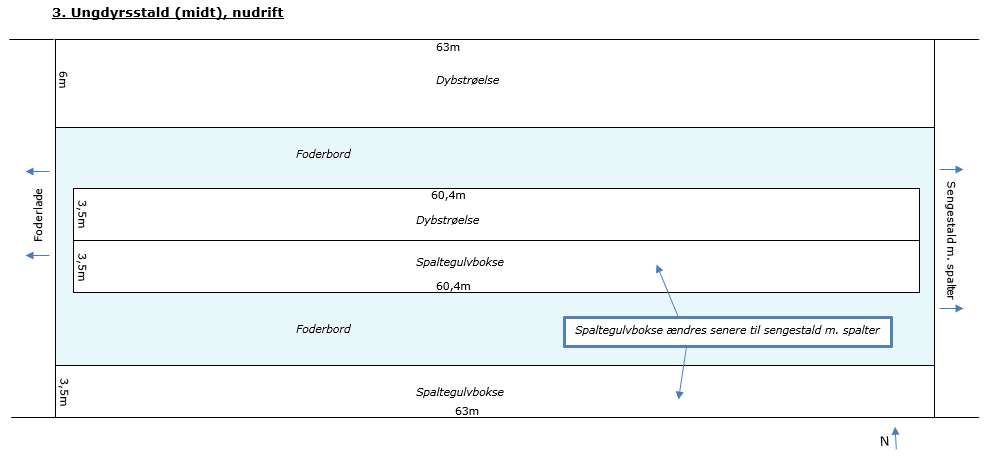 3. Ungdyrsstald (midt), nudrift
63m
6m
Dybstrøelse
Foderbord
Foderlade
60,4m
3,5m
Dybstrøelse
3,5m
Spaltegulvbokse
60,4m
Sengestald m. spalter
Foderbord
Spaltegulvbokse ændres senere til sengestald m. spalter
3,5m
Spaltegulvbokse
63m
N